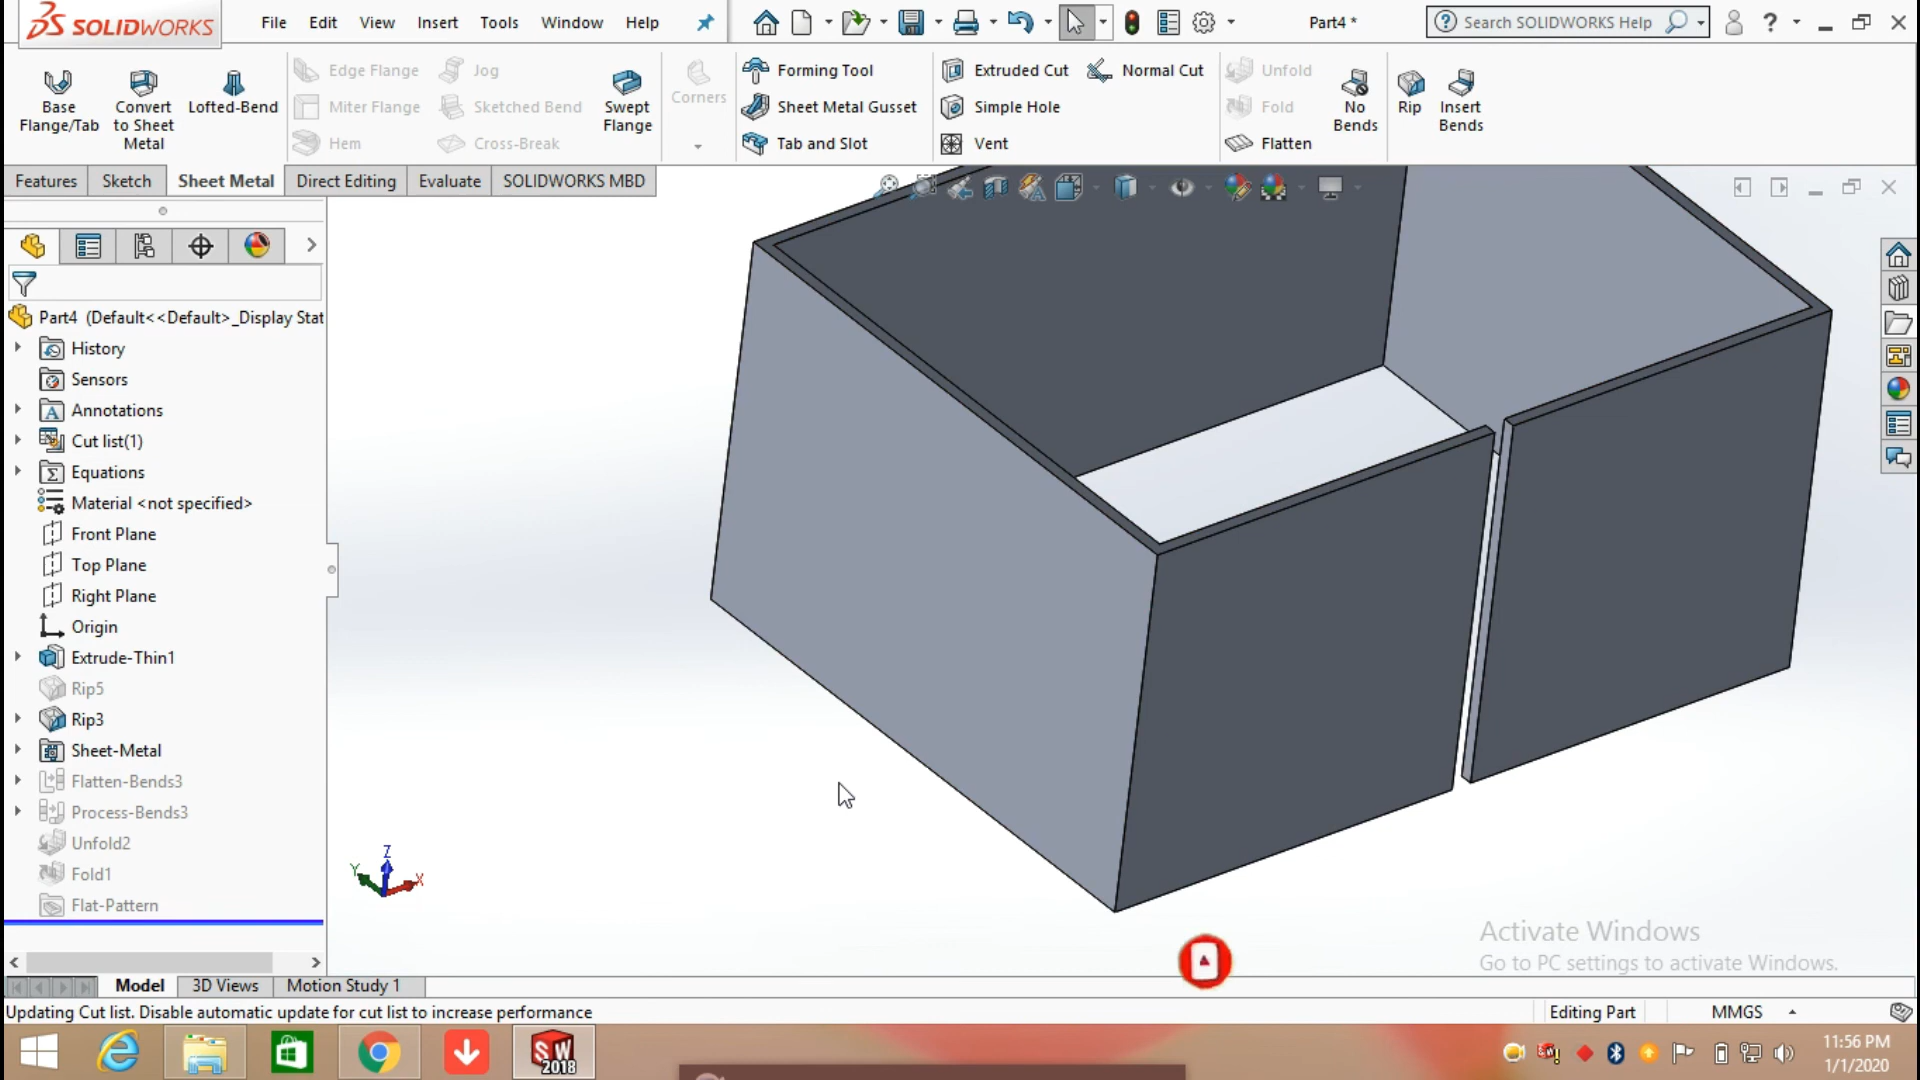 SOLIDWORKS File Edit View Insert Tools Window Help Part4 * Search SOLIDWORKS Help
Base Flange/Tab
Convert to Sheet Metal
Lofted-Bend
Edge Flange
Miter Flange
Hem
Jog
Sketched Bend
Cross-Break
Swept Flange
Corners
Forming Tool
Sheet Metal Gusset
Tab and Slot
Extruded Cut
Simple Hole
Vent
Normal Cut
Unfold
Fold
Flatten
No Bends
Rip
Insert Bends
Features Sketch Sheet Metal Direct Editing Evaluate SOLIDWORKS MBD
Part4 (Default<<Default>_Display Stat
History
Sensors
Annotations
Cut list(1)
Equations
Material <not specified>
Front Plane
Top Plane
Right Plane
Origin
Extrude-Thin1
Rip5
Rip3
Sheet-Metal
Flatten-Bends3
Process-Bends3
Unfold2
Fold1
Flat-Pattern
Z
Y
X
Activate Windows
Go to PC settings to activate Windows.
Model 3D Views Motion Study 1
Updating Cut list. Disable automatic update for cut list to increase performance Editing Part MMGS
SW 2018
11:56 PM
1/1/2020